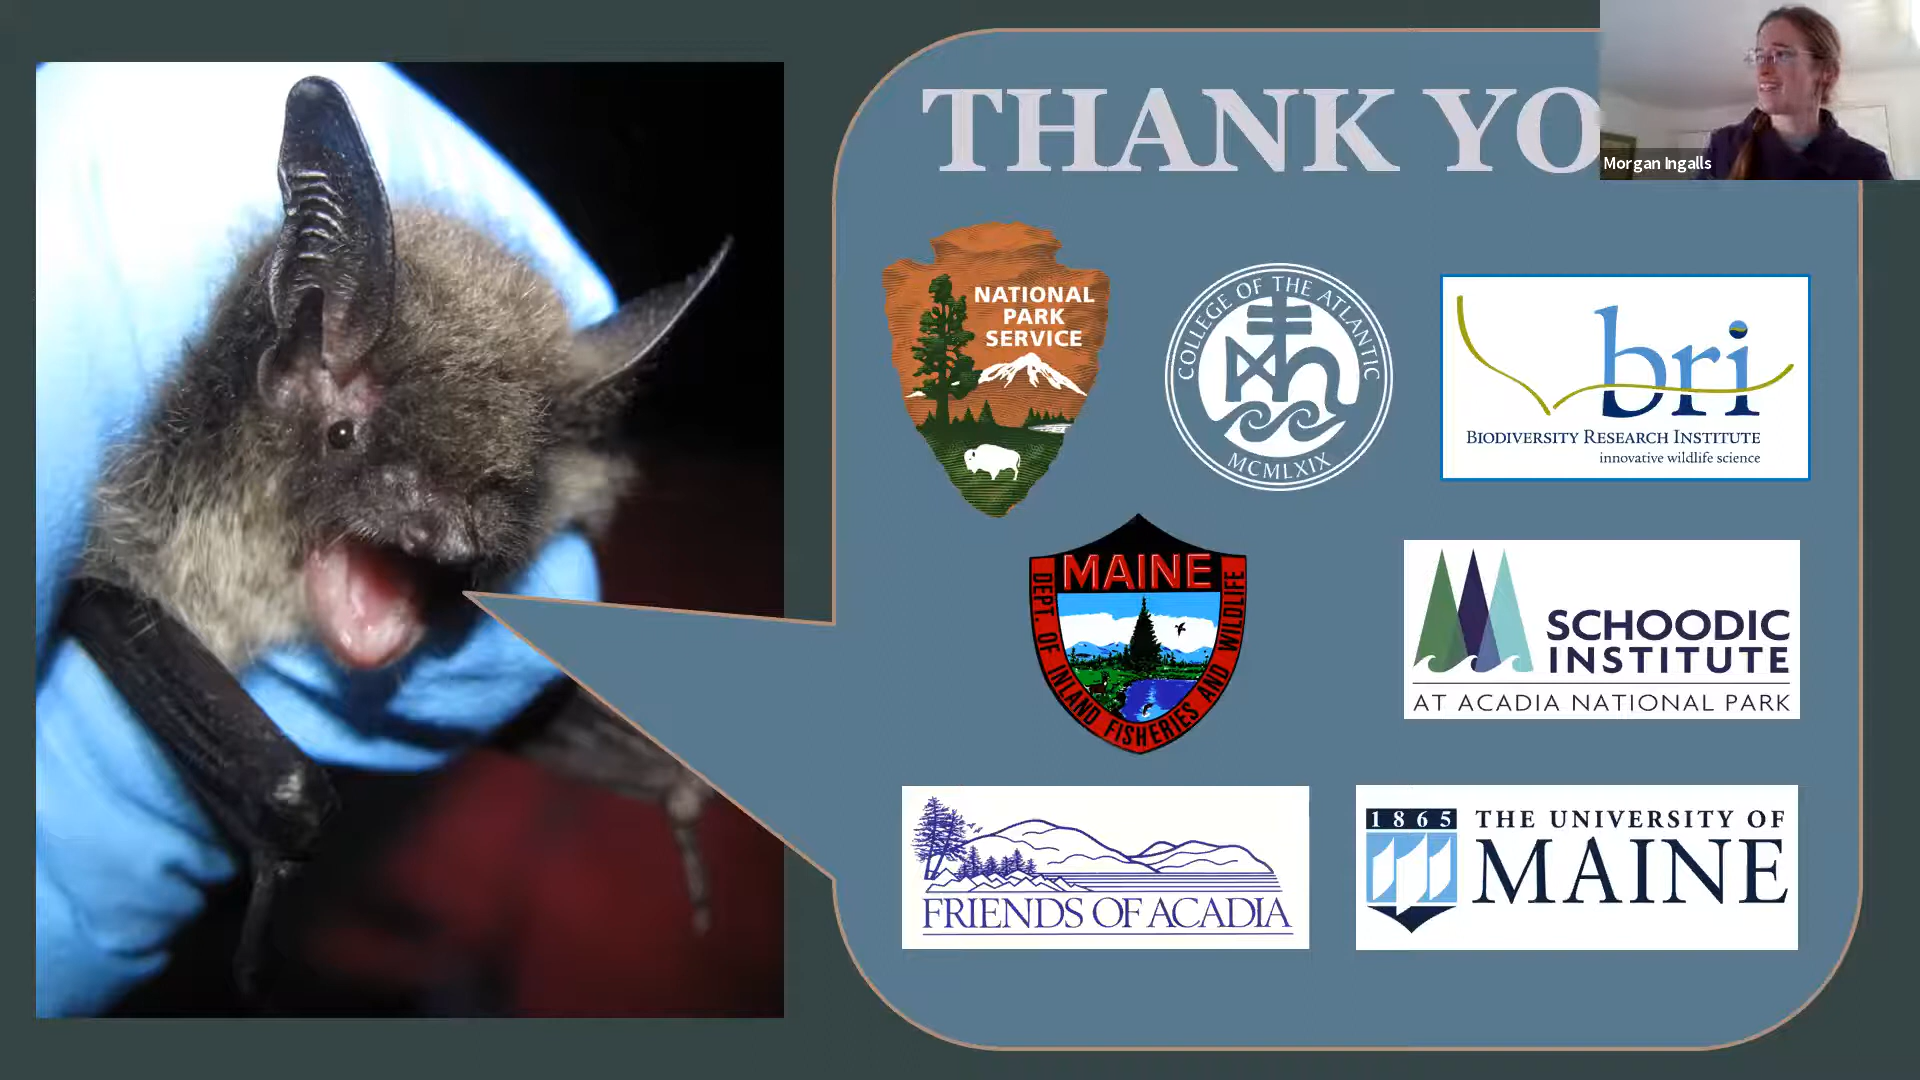 THANK YO
Morgan Ingalls
NATIONAL
PARK
SERVICE
COLLEGE OF THE ATLANTIC
MCMLXIX
bri
BIODIVERSITY RESEARCH INSTITUTE
innovative wildlife science
MAINE
DEPT. OF INLAND FISHERIES AND WILDLIFE
SCHOODIC
INSTITUTE
AT ACADIA NATIONAL PARK
FRIENDS OF ACADIA
1865
THE UNIVERSITY OF
MAINE